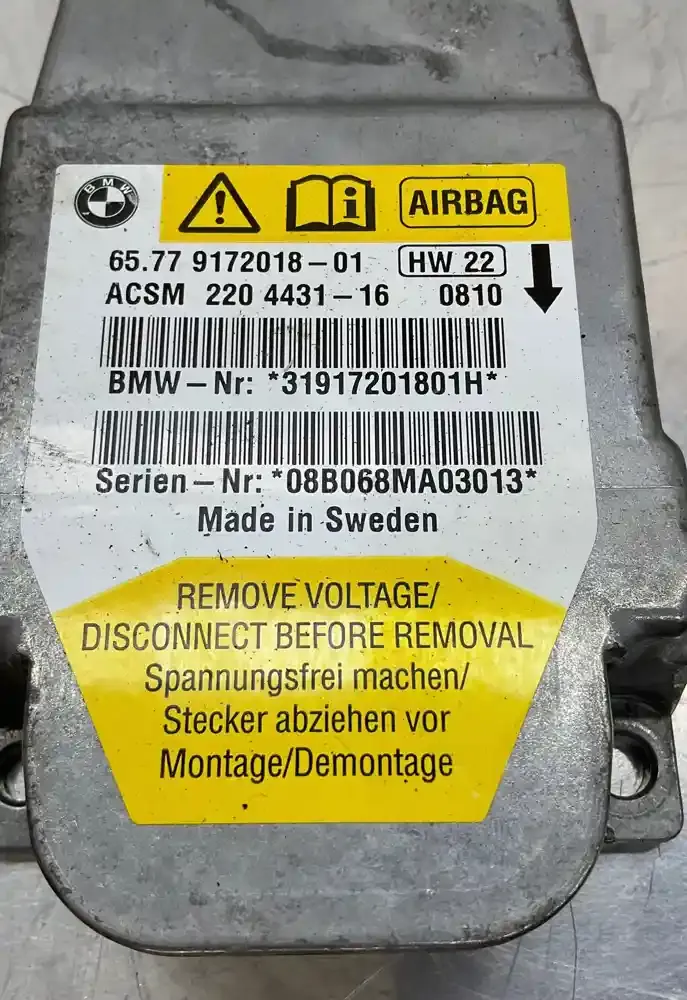 BMW
AIRBAG
65.77 9172018-01 HW 22
ACSM 220 4431-16 0810
BMW-Nr: *31917201801H*
Serien-Nr: *08B068MA03013*
Made in Sweden
REMOVE VOLTAGE/
DISCONNECT BEFORE REMOVAL
Spannungsfrei machen/
Stecker abziehen vor
Montage/Demontage